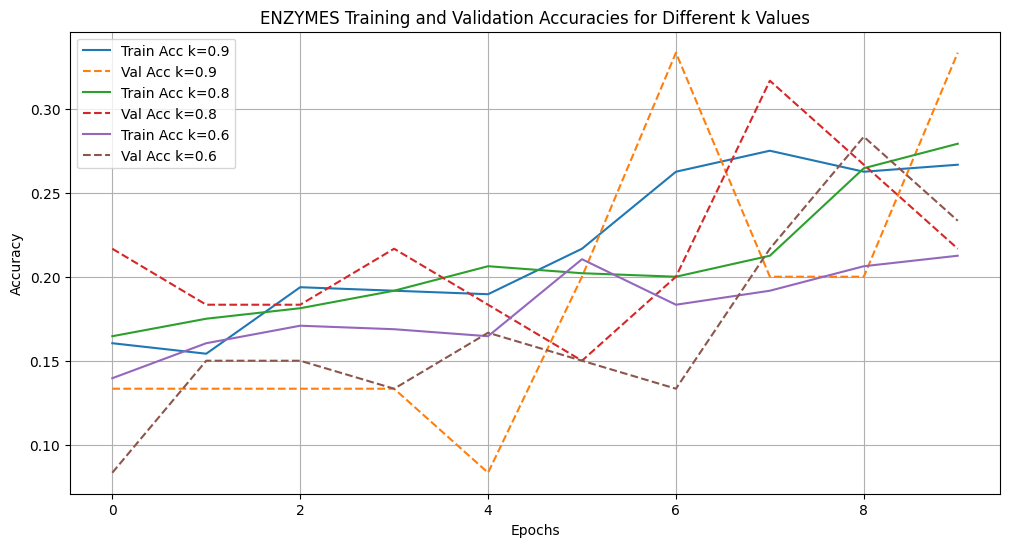 ENZYMES Training and Validation Accuracies for Different k Values
Train Acc k=0.9
Val Acc k=0.9
Train Acc k=0.8
Val Acc k=0.8
Train Acc k=0.6
Val Acc k=0.6
Accuracy
0.30
0.25
0.20
0.15
0.10
0
2
4
6
8
Epochs